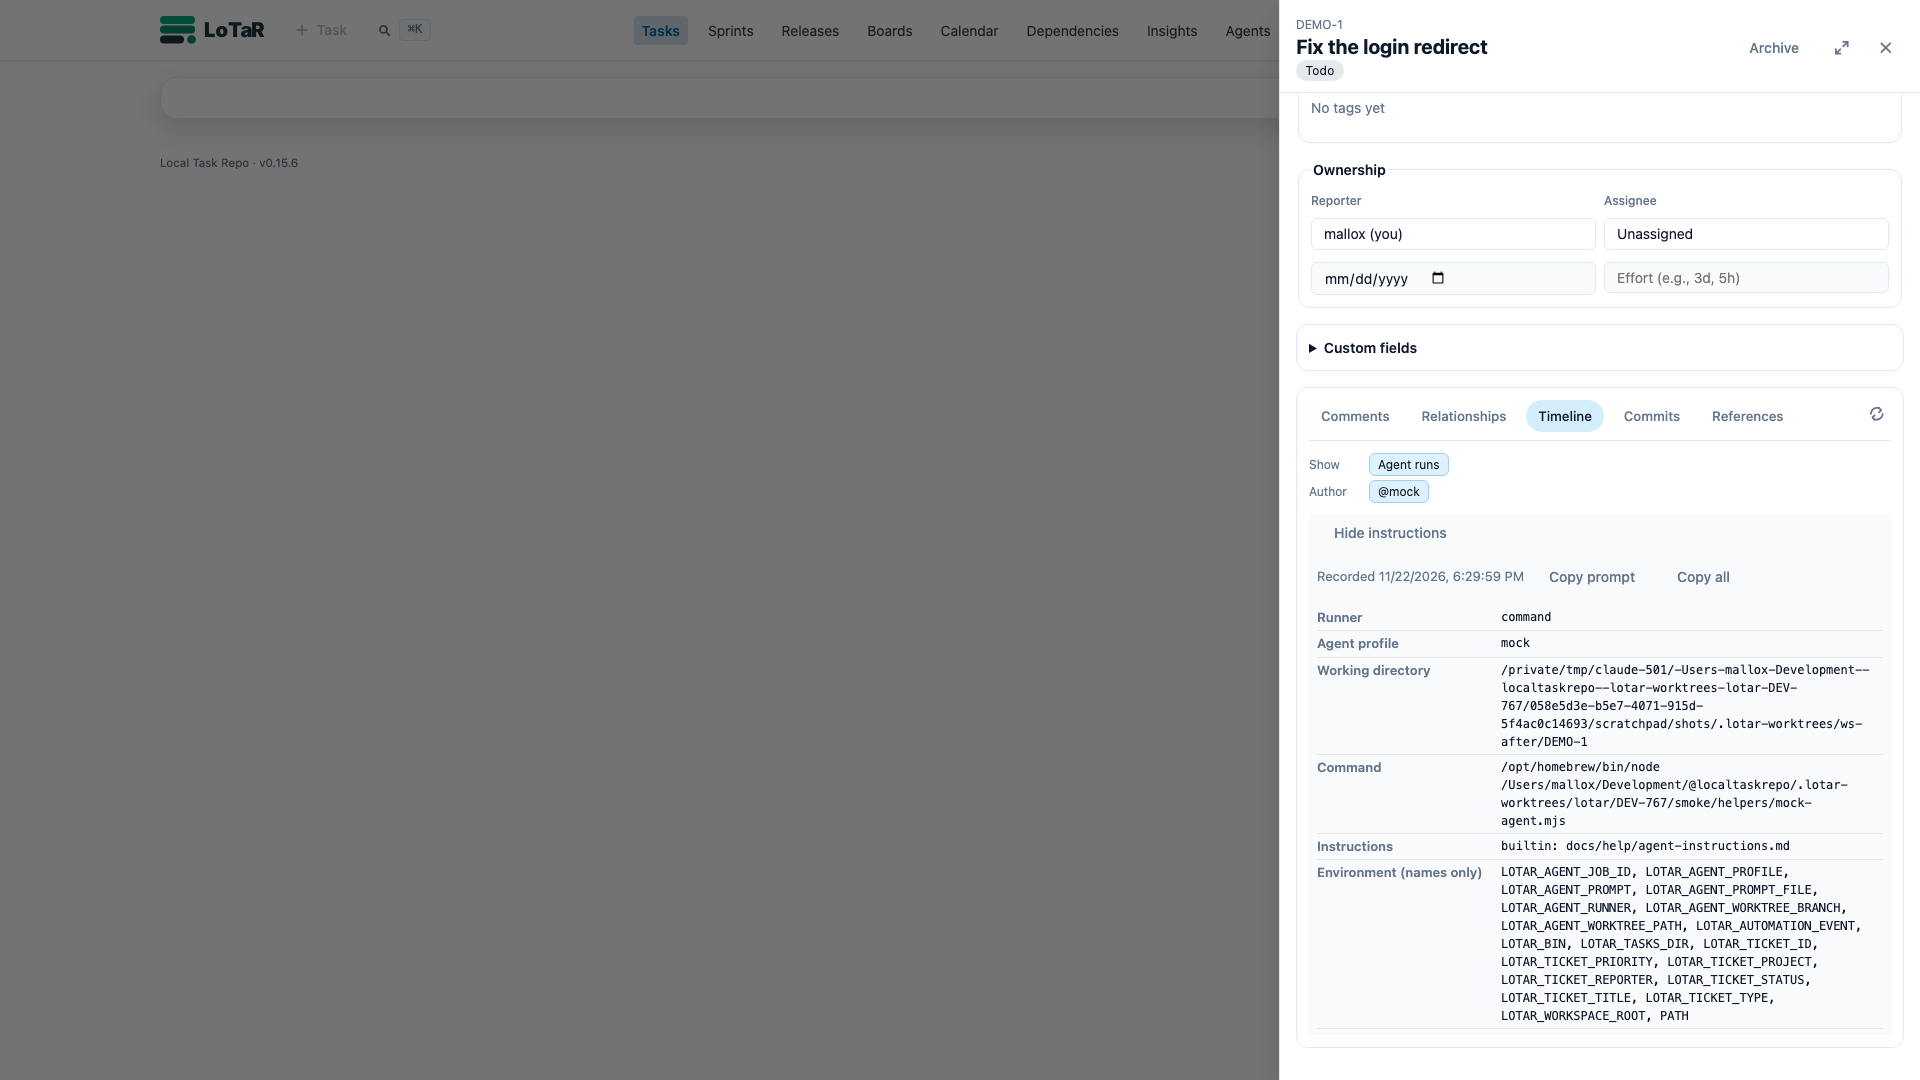 LoTaR
Task
⌘K
Tasks
Sprints
Releases
Boards
Calendar
Dependencies
Insights
Agents
Local Task Repo · v0.15.6
DEMO-1
Fix the login redirect
Todo
Archive
No tags yet
Ownership
Reporter
Assignee
mallox (you)
Unassigned
mm/dd/yyyy
Effort (e.g., 3d, 5h)
Custom fields
Comments
Relationships
Timeline
Commits
References
Show
Agent runs
Author
@mock
Hide instructions
Recorded 11/22/2026, 6:29:59 PM
Copy prompt
Copy all
Runner
command
Agent profile
mock
Working directory
/private/tmp/claude-501/-Users-mallox-Development--
localtaskrepo--lotar-worktrees-lotar-DEV-
767/058e5d3e-b5e7-4071-915d-
5f4ac0c14693/scratchpad/shots/.lotar-worktrees/ws-
after/DEMO-1
Command
/opt/homebrew/bin/node
/Users/mallox/Development/@localtaskrepo/.lotar-
worktrees/lotar/DEV-767/smoke/helpers/mock-
agent.mjs
Instructions
builtin: docs/help/agent-instructions.md
Environment (names only)
LOTAR_AGENT_JOB_ID, LOTAR_AGENT_PROFILE,
LOTAR_AGENT_PROMPT, LOTAR_AGENT_PROMPT_FILE,
LOTAR_AGENT_RUNNER, LOTAR_AGENT_WORKTREE_BRANCH,
LOTAR_AGENT_WORKTREE_PATH, LOTAR_AUTOMATION_EVENT,
LOTAR_BIN, LOTAR_TASKS_DIR, LOTAR_TICKET_ID,
LOTAR_TICKET_PRIORITY, LOTAR_TICKET_PROJECT,
LOTAR_TICKET_REPORTER, LOTAR_TICKET_STATUS,
LOTAR_TICKET_TITLE, LOTAR_TICKET_TYPE,
LOTAR_WORKSPACE_ROOT, PATH